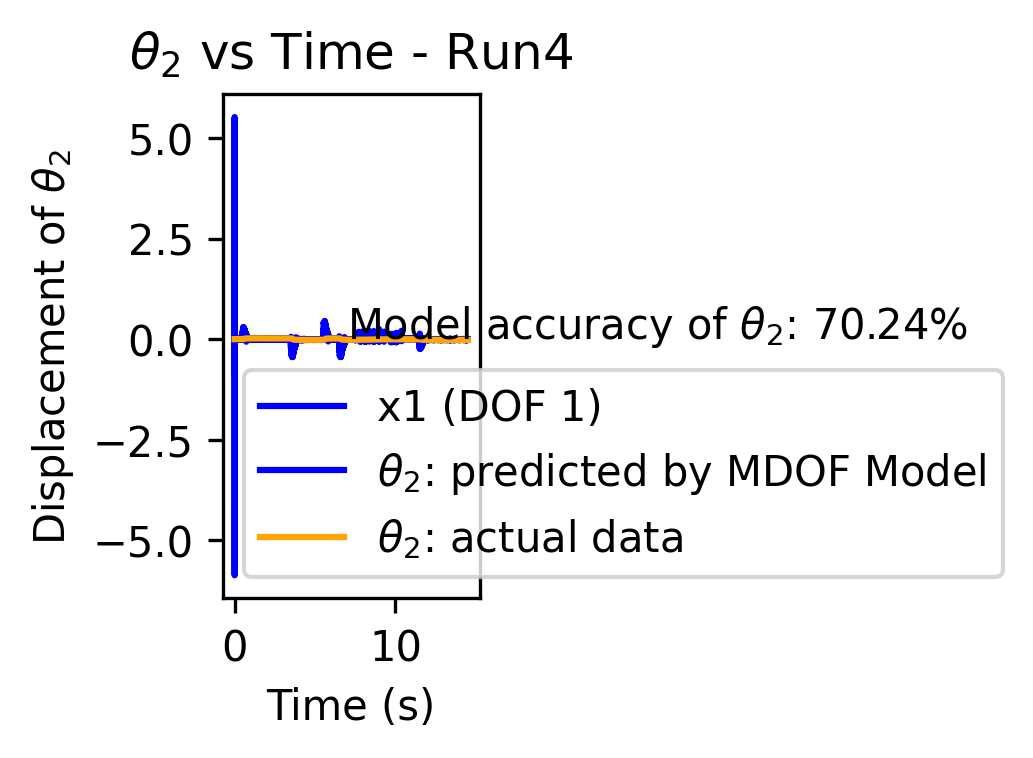 θ₂ vs Time - Run4
Displacement of θ₂
5.0
2.5
0.0
−2.5
−5.0
Model accuracy of θ₂: 70.24%
x1 (DOF 1)
θ₂: predicted by MDOF Model
θ₂: actual data
0
10
Time (s)